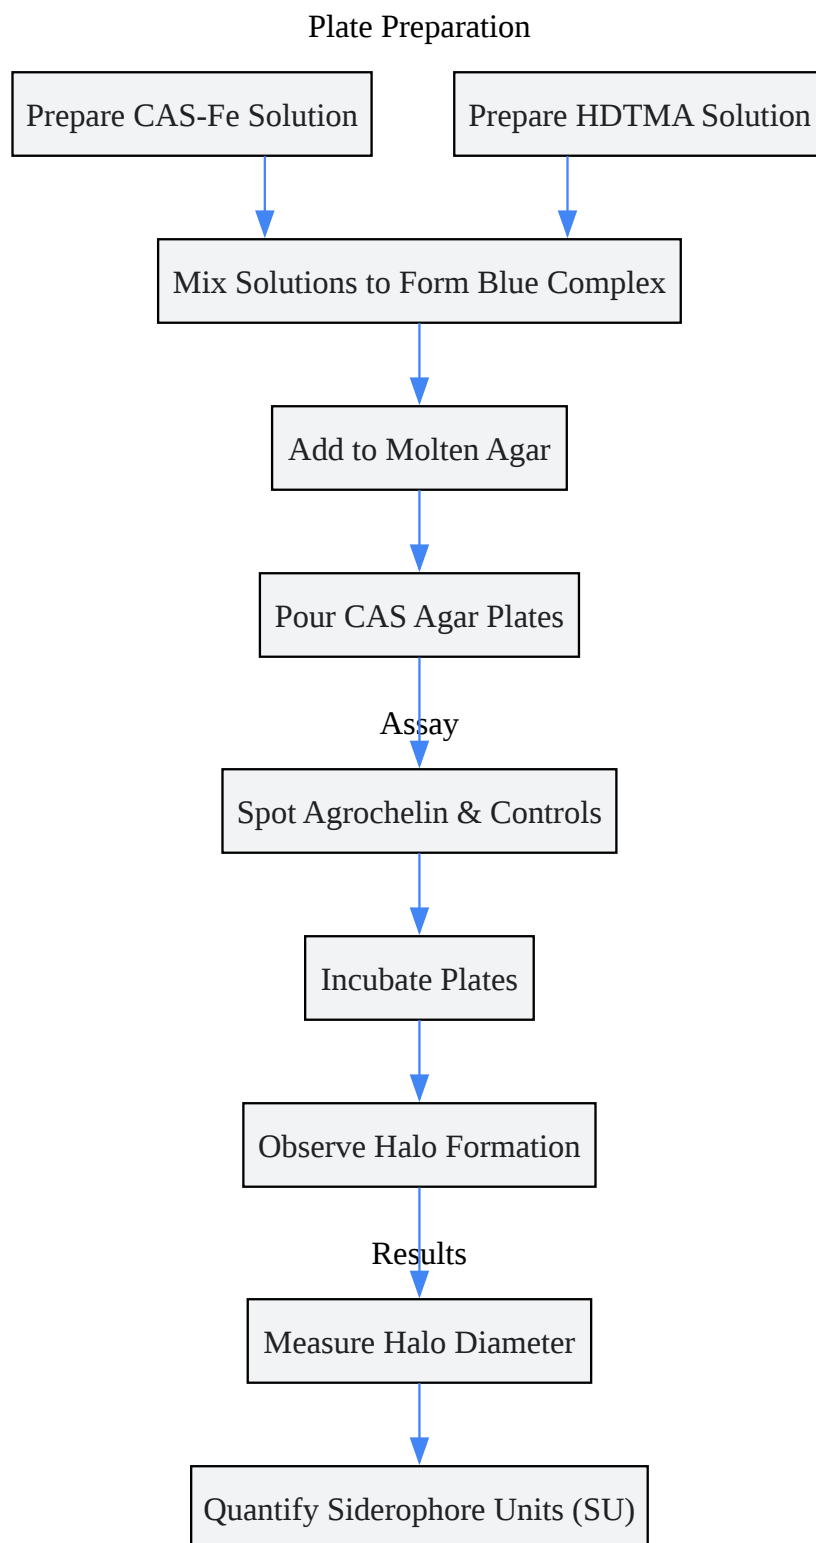 Plate Preparation
Prepare CAS-Fe Solution
Prepare HDTMA Solution
Mix Solutions to Form Blue Complex
Add to Molten Agar
Pour CAS Agar Plates
Assay
Spot Agrochelin & Controls
Incubate Plates
Observe Halo Formation
Results
Measure Halo Diameter
Quantify Siderophore Units (SU)